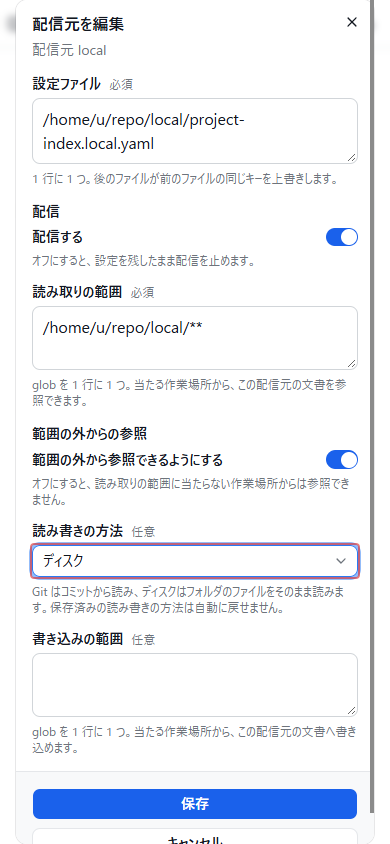 配信元を編集
配信元 local
設定ファイル 必須
/home/u/repo/local/project-
index.local.yaml
1 行に 1 つ。後のファイルが前のファイルの同じキーを上書きします。
配信
配信する
オフにすると、設定を残したまま配信を止めます。
読み取りの範囲 必須
/home/u/repo/local/**
glob を 1 行に 1 つ。当たる作業場所から、この配信元の文書を参
照できます。
範囲の外からの参照
範囲の外から参照できるようにする
オフにすると、読み取りの範囲に当たらない作業場所からは参照でき
ません。
読み書きの方法 任意
ディスク
Git はコミットから読み、ディスクはフォルダのファイルをそのまま読みま
す。保存済みの読み書きの方法は自動に戻せません。
書き込みの範囲 任意
glob を 1 行に 1 つ。当たる作業場所から、この配信元の文書へ書き
込めます。
保存
キャンセル